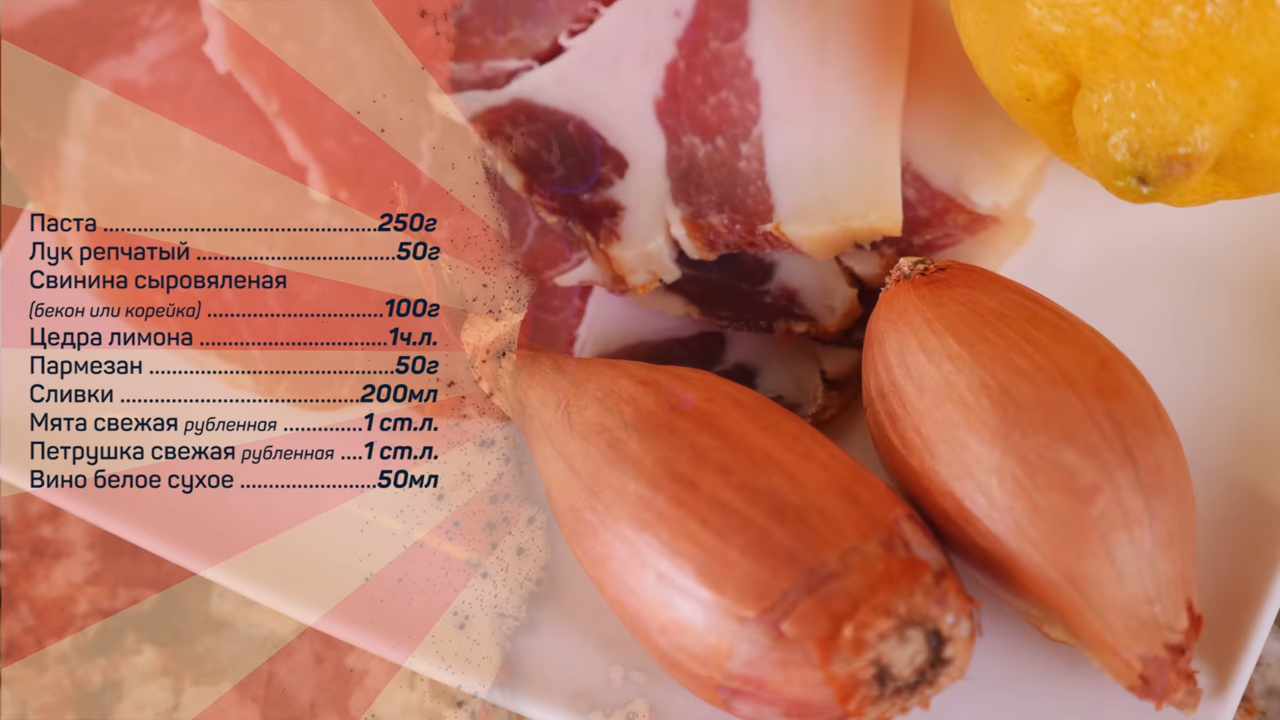 Паста ..............................................250г
Лук репчатый ..................................50г
Свинина сыровяленая
(бекон или корейка) ..............................100г
Цедра лимона ................................1ч.л.
Пармезан .............................................50г
Сливки .........................................200мл
Мята свежая рубленная .............1 ст.л.
Петрушка свежая рубленная ....1 ст.л.
Вино белое сухое .......................50мл